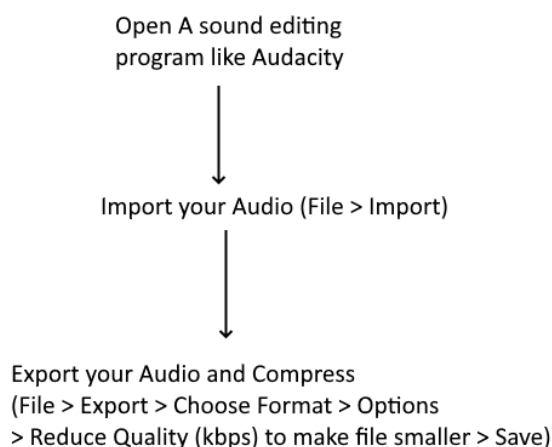 Open A sound editing
program like Audacity
Import your Audio (File > Import)
Export your Audio and Compress
(File > Export > Choose Format > Options
> Reduce Quality (kbps) to make file smaller > Save)